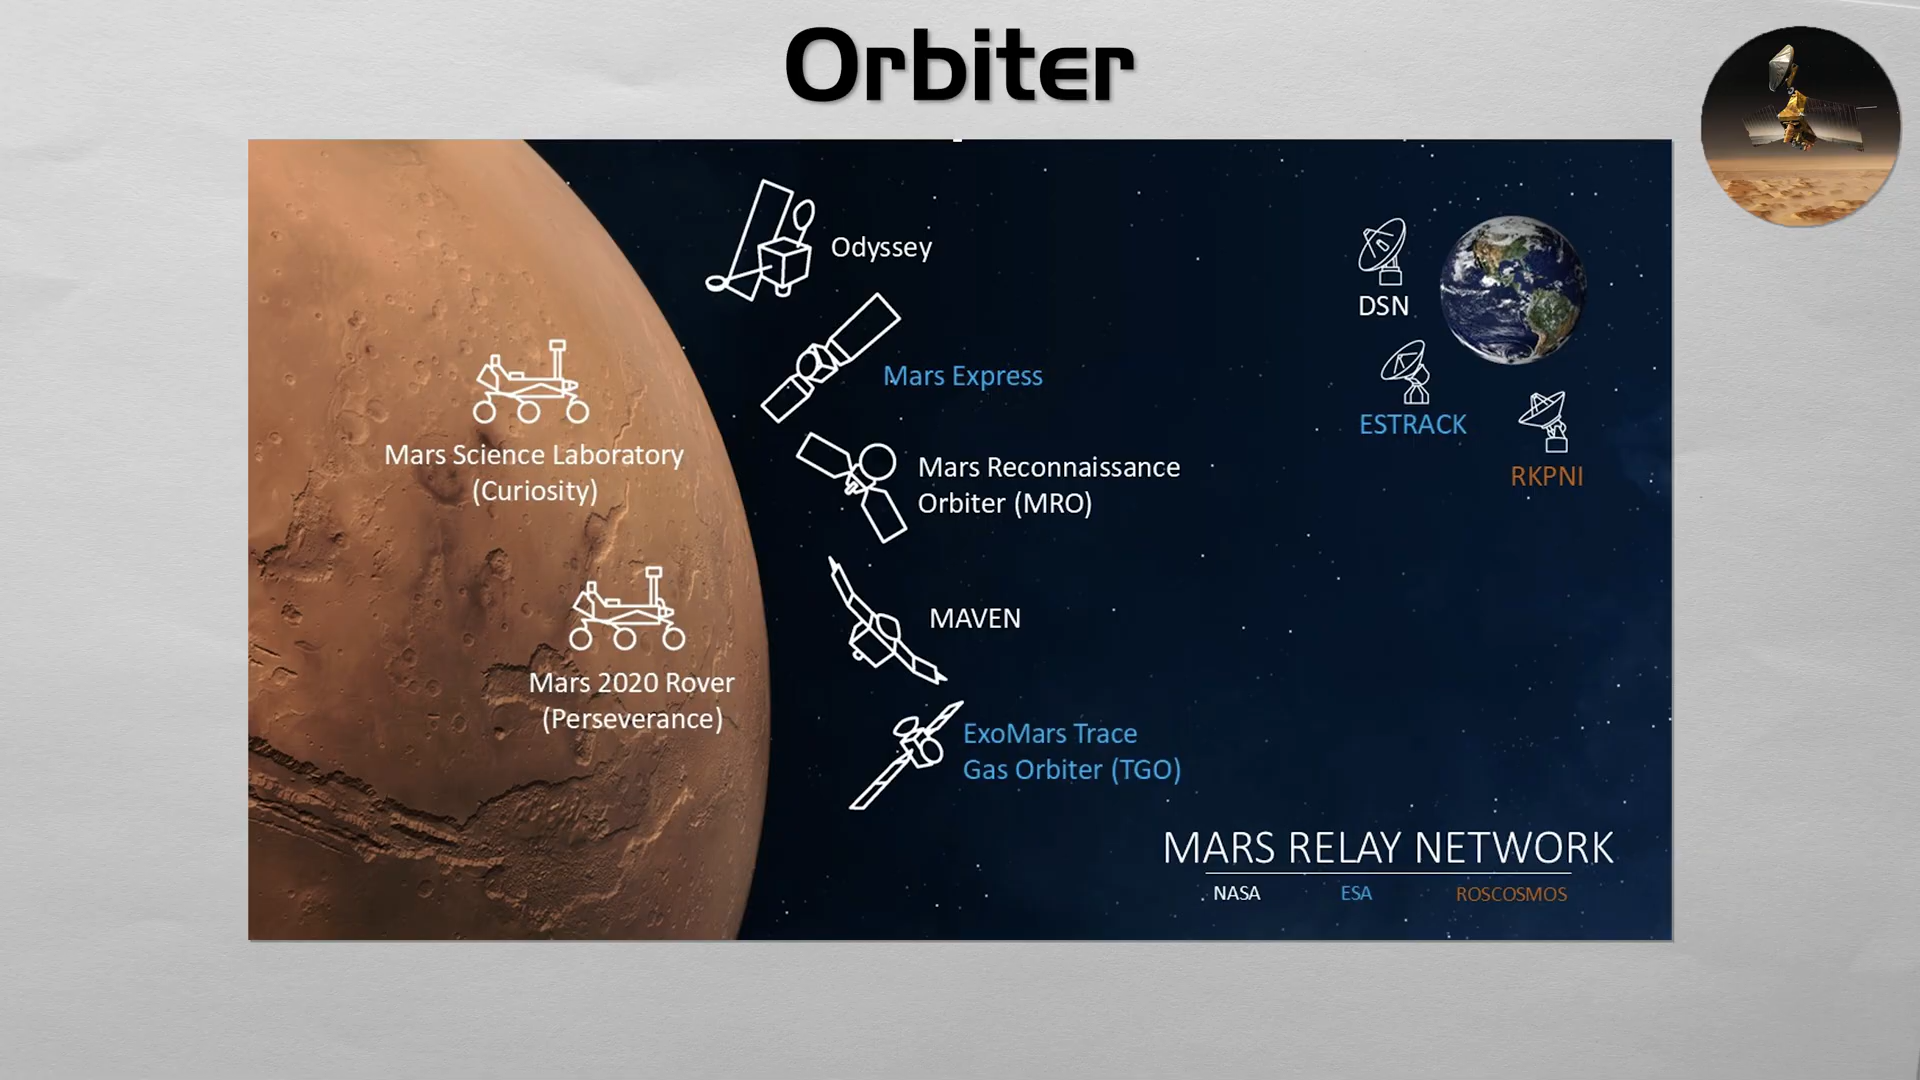 Orbiter
Odyssey
DSN
Mars Express
ESTRACK
RKPNI
Mars Science Laboratory
(Curiosity)
Mars Reconnaissance
Orbiter (MRO)
MAVEN
Mars 2020 Rover
(Perseverance)
ExoMars Trace
Gas Orbiter (TGO)
MARS RELAY NETWORK
NASA ESA ROSCOSMOS